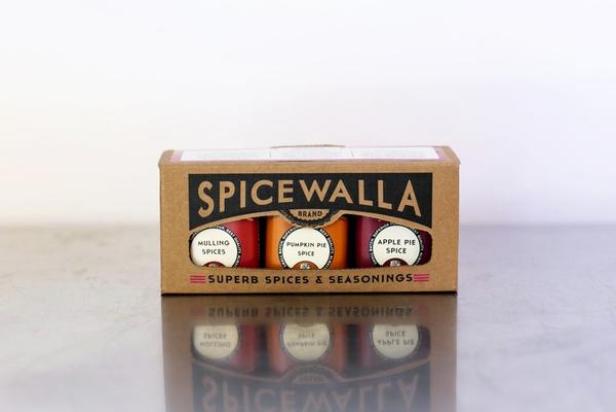 SPICEWALLA
BRAND
MULLING
SPICES
PUMPKIN PIE
SPICE
APPLE PIE
SPICE
SUPERB SPICES & SEASONINGS